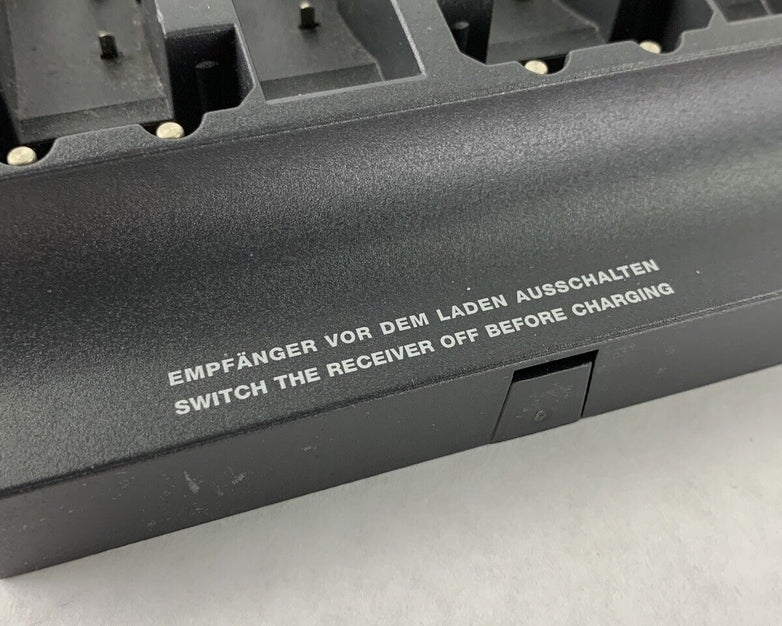 EMPFÄNGER VOR DEM LADEN AUSSCHALTEN
SWITCH THE RECEIVER OFF BEFORE CHARGING